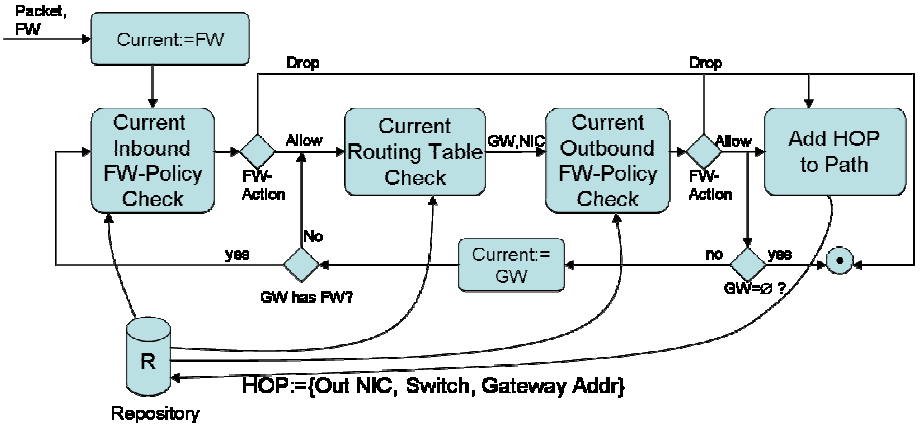 Packet,
FW
Current:=FW
Drop
Drop
Current
Inbound
FW-Policy
Check
FW-
Action
Allow
Current
Routing Table
Check
GW,NIC
Current
Outbound
FW-Policy
Check
FW-
Action
Allow
Add HOP
to Path
No
yes
GW has FW?
Current:=
GW
no
yes
GW=Ø ?
R
Repository
HOP:={Out NIC, Switch, Gateway Addr}